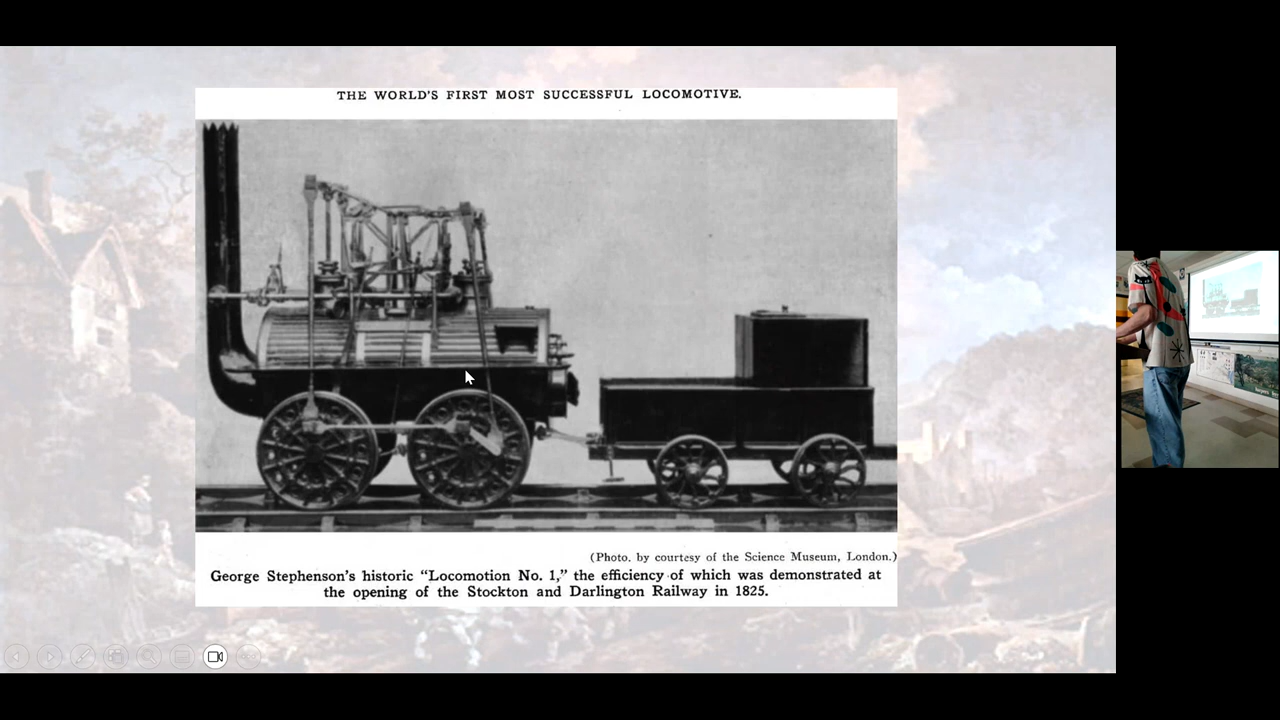 THE WORLD'S FIRST MOST SUCCESSFUL LOCOMOTIVE.
(Photo. by courtesy of the Science Museum, London.)
George Stephenson's historic "Locomotion No. 1," the efficiency of which was demonstrated at
the opening of the Stockton and Darlington Railway in 1825.